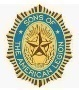 SONS OF
THE AMERICAN LEGION